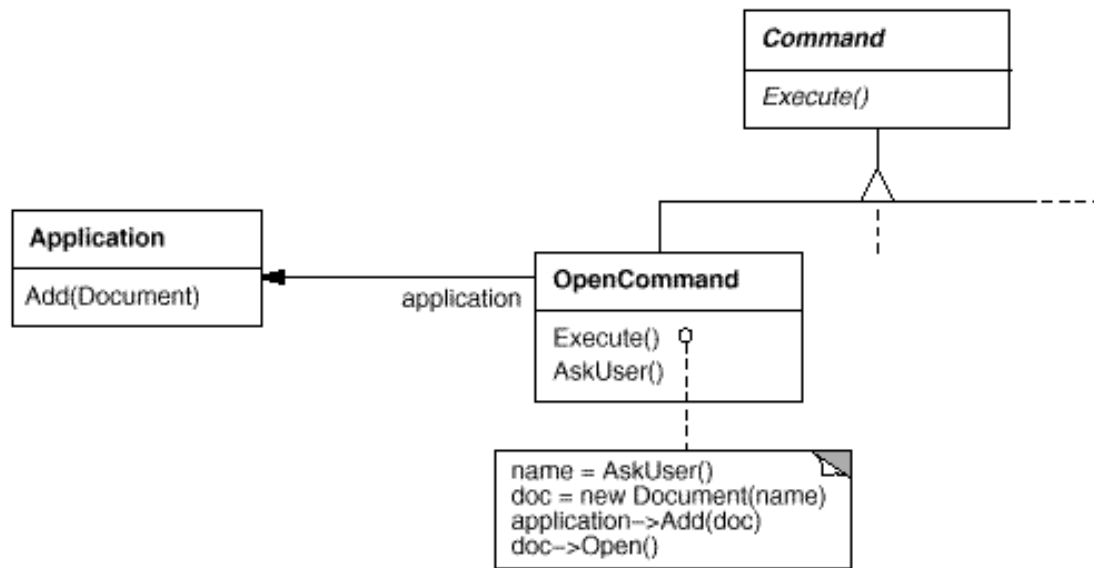 Command
Execute()
Application
Add(Document)
application
OpenCommand
Execute()
AskUser()
name = AskUser()
doc = new Document(name)
application->Add(doc)
doc->Open()